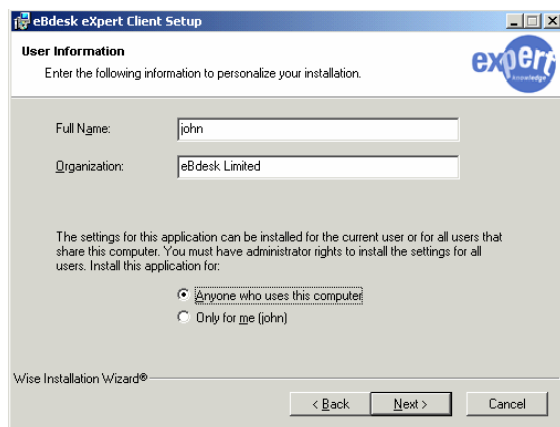 eBdesk eXpert Client Setup
User Information
Enter the following information to personalize your installation.
expert
knowledge
Full Name:
john
Organization:
eBdesk Limited
The settings for this application can be installed for the current user or for all users that
share this computer. You must have administrator rights to install the settings for all
users. Install this application for:
Anyone who uses this computer
Only for me (john)
Wise Installation Wizard®
< Back
Next >
Cancel